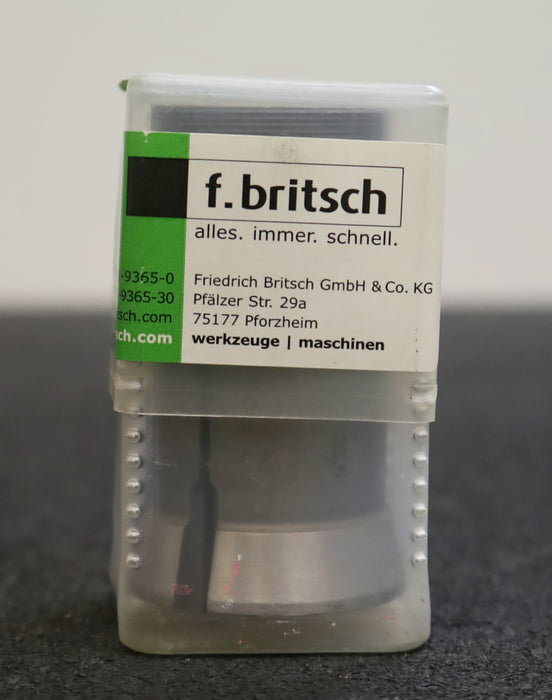 f.britsch
alles. immer. schnell.
-9365-0
-9365-30
tsch.com
sch.com
Friedrich Britsch GmbH & Co. KG
Pfälzer Str. 29a
75177 Pforzheim
werkzeuge | maschinen